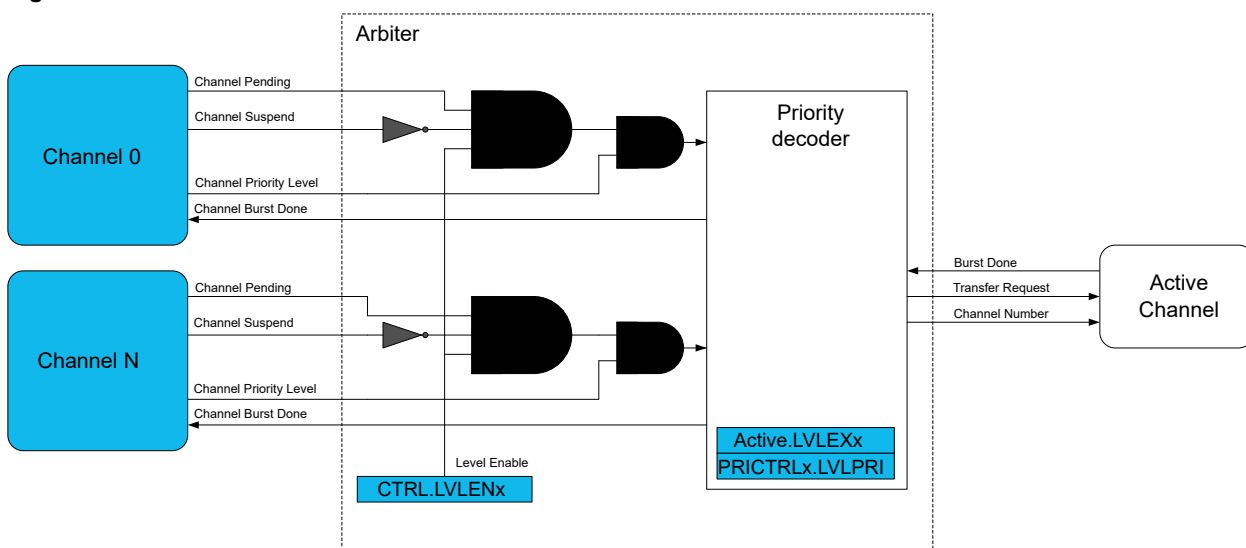 Arbiter
Channel Pending
Channel Suspend
Channel 0
Channel Priority Level
Channel Burst Done
Priority
decoder
Burst Done
Transfer Request
Channel Number
Active
Channel
Channel Pending
Channel Suspend
Channel N
Channel Priority Level
Channel Burst Done
Level Enable
CTRL.LVLENx
Active.LVLEXx
PRICTRLx.LVLPRI